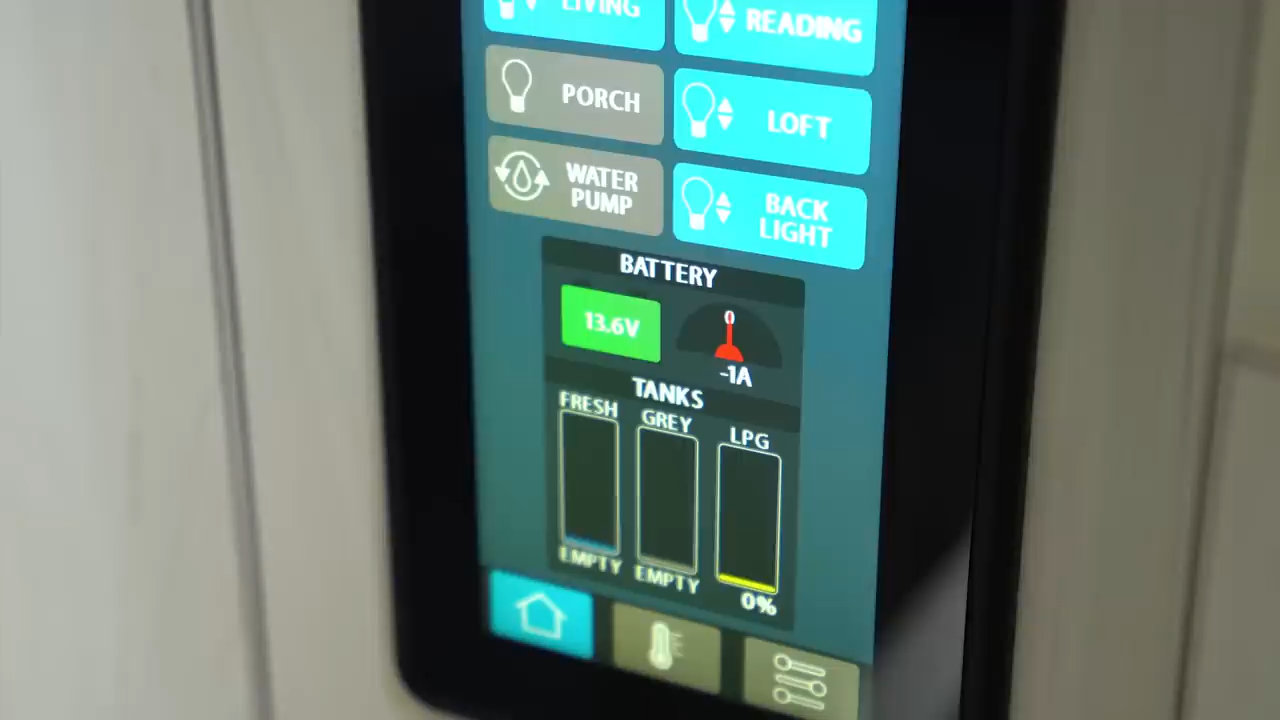 LIVING
READING
PORCH
LOFT
WATER
PUMP
BACK
LIGHT
BATTERY
13.6V
0
-1A
TANKS
FRESH
GREY
LPG
EMPTY
EMPTY
0%